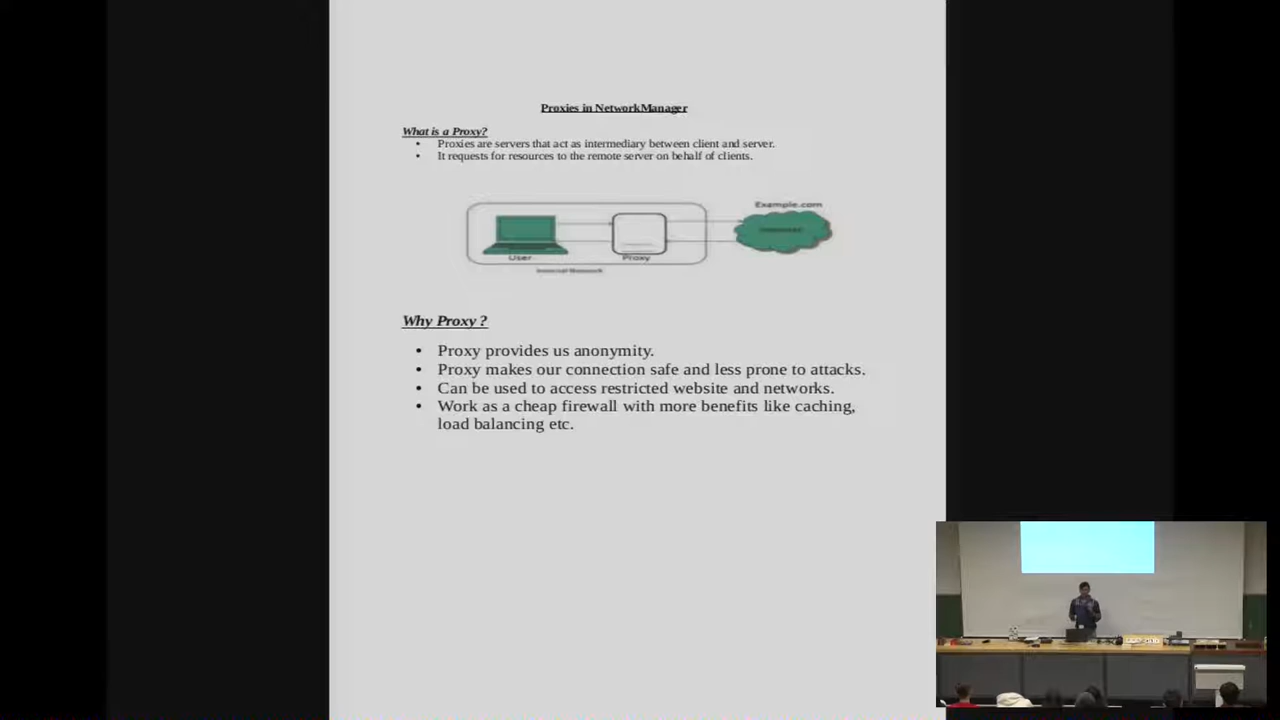 Proxies in NetworkManager
What is a Proxy?
• Proxies are servers that act as intermediary between client and server.
• It requests for resources to the remote server on behalf of clients.
Example.com
User
Proxy
Internal Network
Why Proxy ?
• Proxy provides us anonymity.
• Proxy makes our connection safe and less prone to attacks.
• Can be used to access restricted website and networks.
• Work as a cheap firewall with more benefits like caching,
load balancing etc.